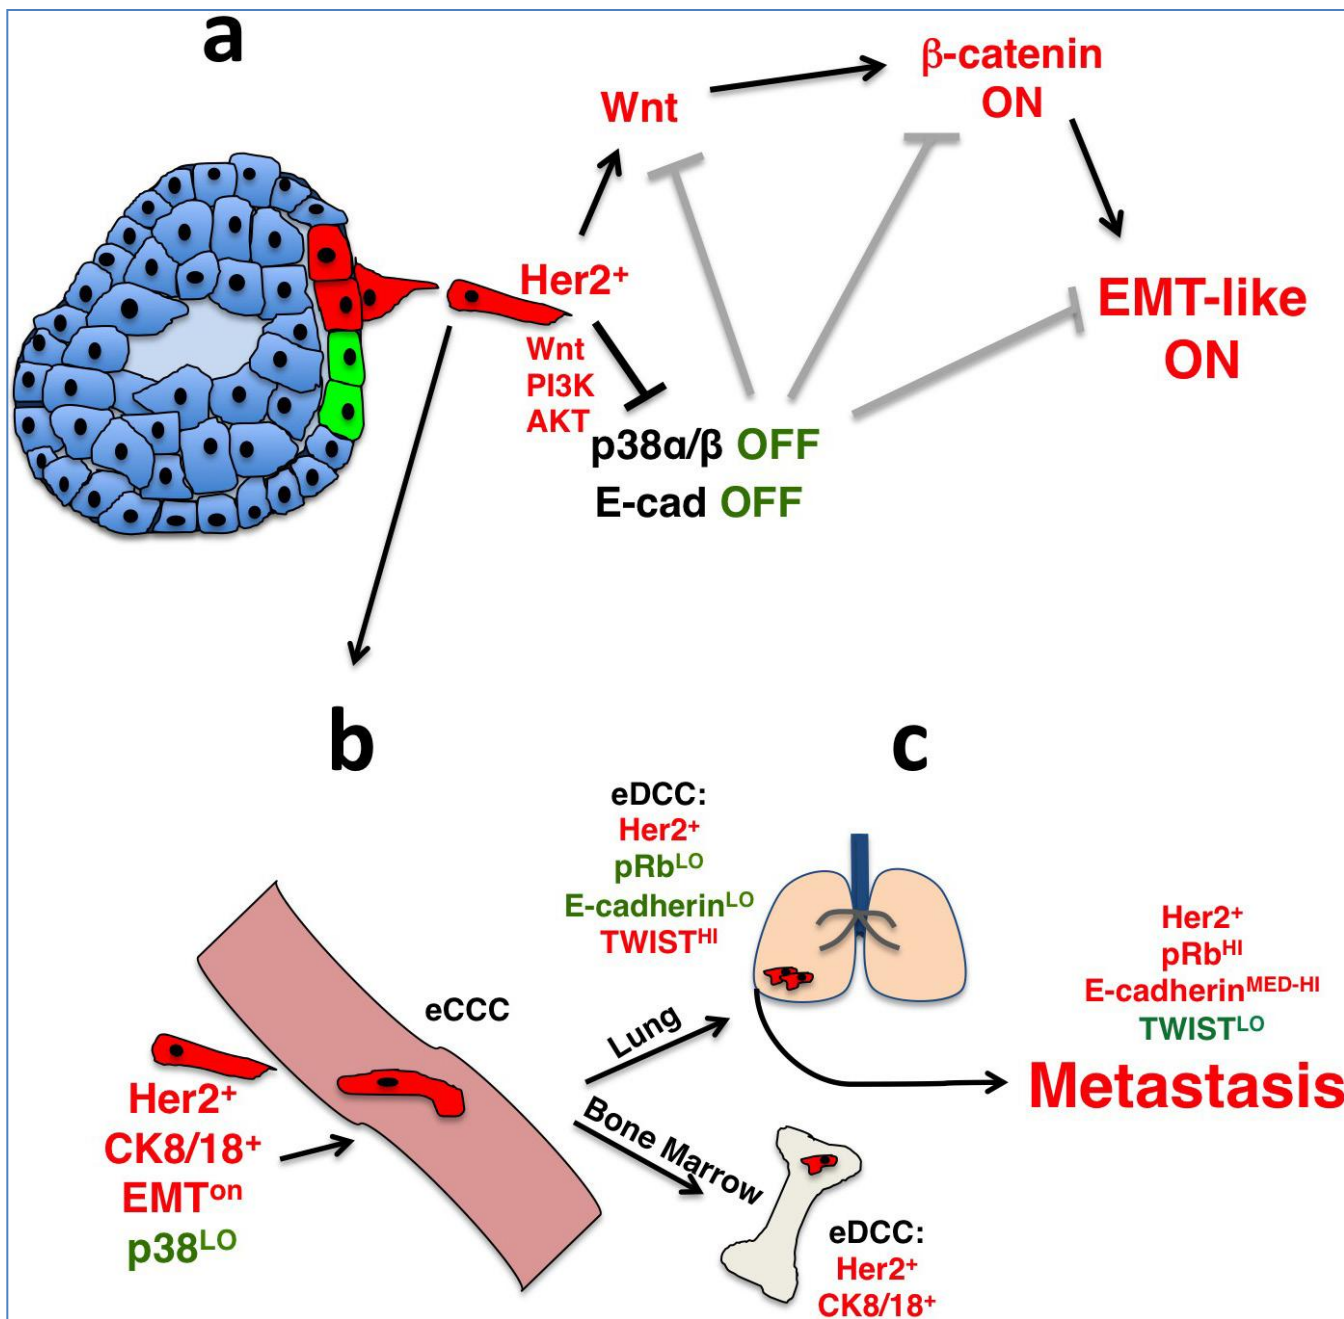 a
Wnt
β-catenin
ON
Her2⁺
Wnt
PI3K
AKT
EMT-like
ON
p38α/β OFF
E-cad OFF
b
c
eDCC:
Her2⁺
pRbᴸᴼ
E-cadherinᴸᴼ
TWISTᴴᴵ
Her2⁺
pRbᴴᴵ
E-cadherinᴹᴱᴰ⁻ᴴᴵ
TWISTᴸᴼ
Metastasis
eCCC
Lung
Bone Marrow
Her2⁺
CK8/18⁺
EMTᵒⁿ
p38ᴸᴼ
eDCC:
Her2⁺
CK8/18⁺